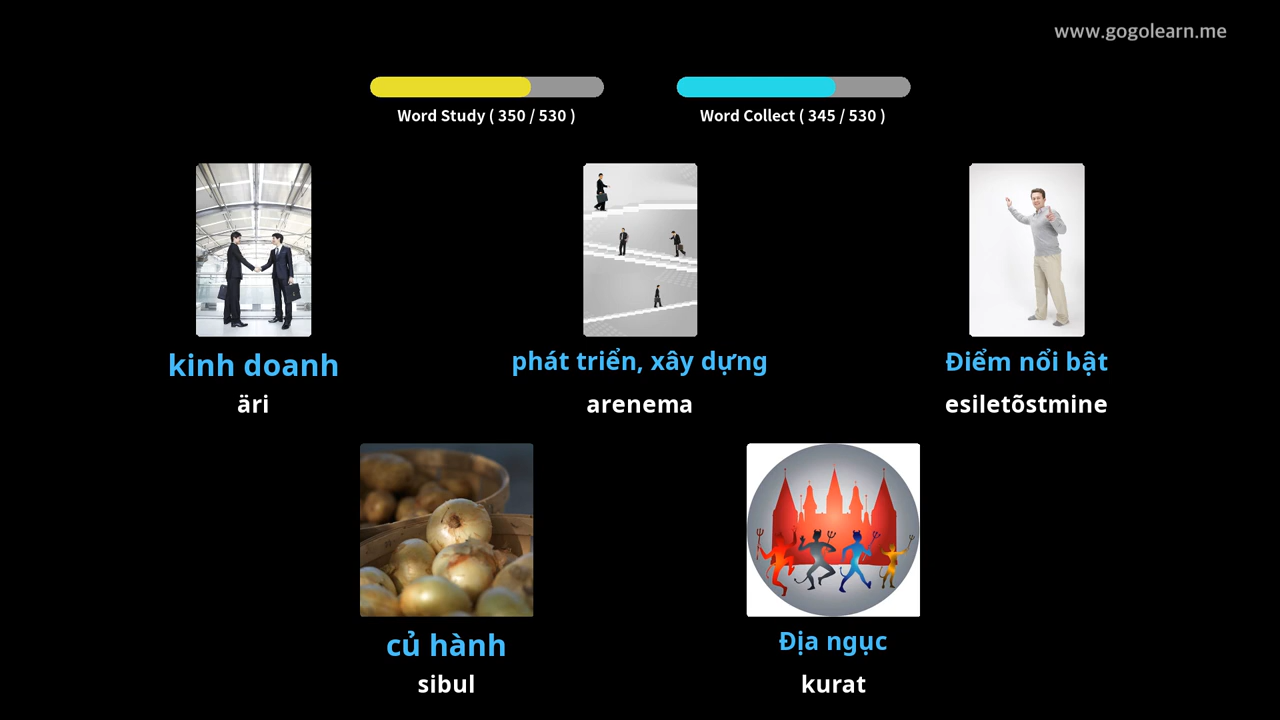 www.gogolearn.me
Word Study ( 350 / 530 )
Word Collect ( 345 / 530 )
kinh doanh
äri
phát triển, xây dựng
arenema
Điểm nổi bật
esiletõstmine
củ hành
sibul
Địa ngục
kurat